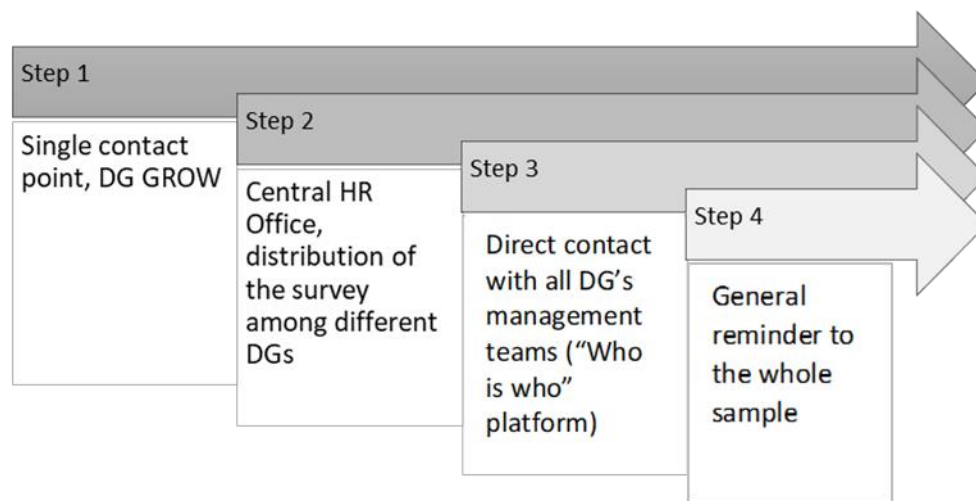 Step 1
Single contact
point, DG GROW
Step 2
Central HR
Office,
distribution of
the survey
among different
DGs
Step 3
Direct contact
with all DG’s
management
teams (“Who
is who”
platform)
Step 4
General
reminder to
the whole
sample